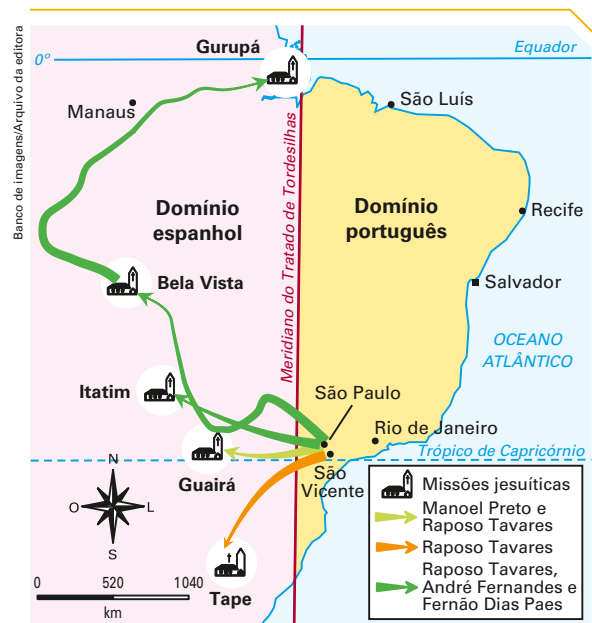 Banco de imagens/Arquivo da editora
Gurupá
0º
Equador
Manaus
São Luís
Meridiano do Tratado de Tordesilhas
Domínio
espanhol
Domínio
português
Recife
Bela Vista
Salvador
OCEANO
ATLÂNTICO
Itatim
São Paulo
Rio de Janeiro
Trópico de Capricórnio
Guairá
São
Vicente
N
O
L
S
Tape
0
520
1040
km
Missões jesuíticas
Manoel Preto e
Raposo Tavares
Raposo Tavares
Raposo Tavares,
André Fernandes e
Fernão Dias Paes